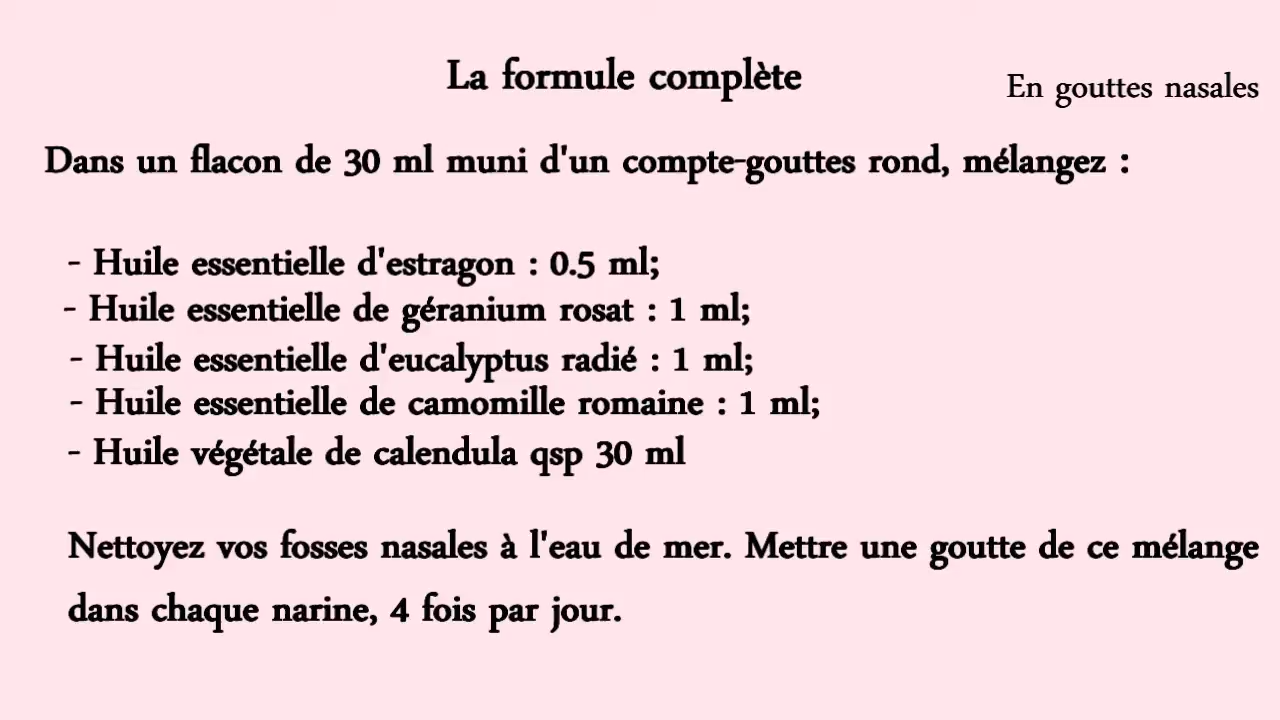 La formule complète
En gouttes nasales
Dans un flacon de 30 ml muni d'un compte-gouttes rond, mélangez :
- Huile essentielle d'estragon : 0.5 ml;
- Huile essentielle de géranium rosat : 1 ml;
- Huile essentielle d'eucalyptus radié : 1 ml;
- Huile essentielle de camomille romaine : 1 ml;
- Huile végétale de calendula qsp 30 ml
Nettoyez vos fosses nasales à l'eau de mer. Mettre une goutte de ce mélange
dans chaque narine, 4 fois par jour.